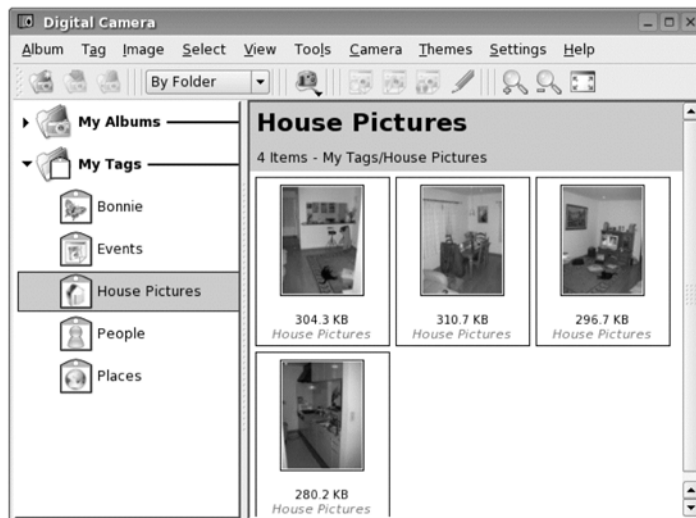 Digital Camera
Album Tag Image Select View Tools Camera Themes Settings Help
By Folder
My Albums
My Tags
Bonnie
Events
House Pictures
People
Places
House Pictures
4 Items - My Tags/House Pictures
304.3 KB
House Pictures
310.7 KB
House Pictures
296.7 KB
House Pictures
280.2 KB
House Pictures